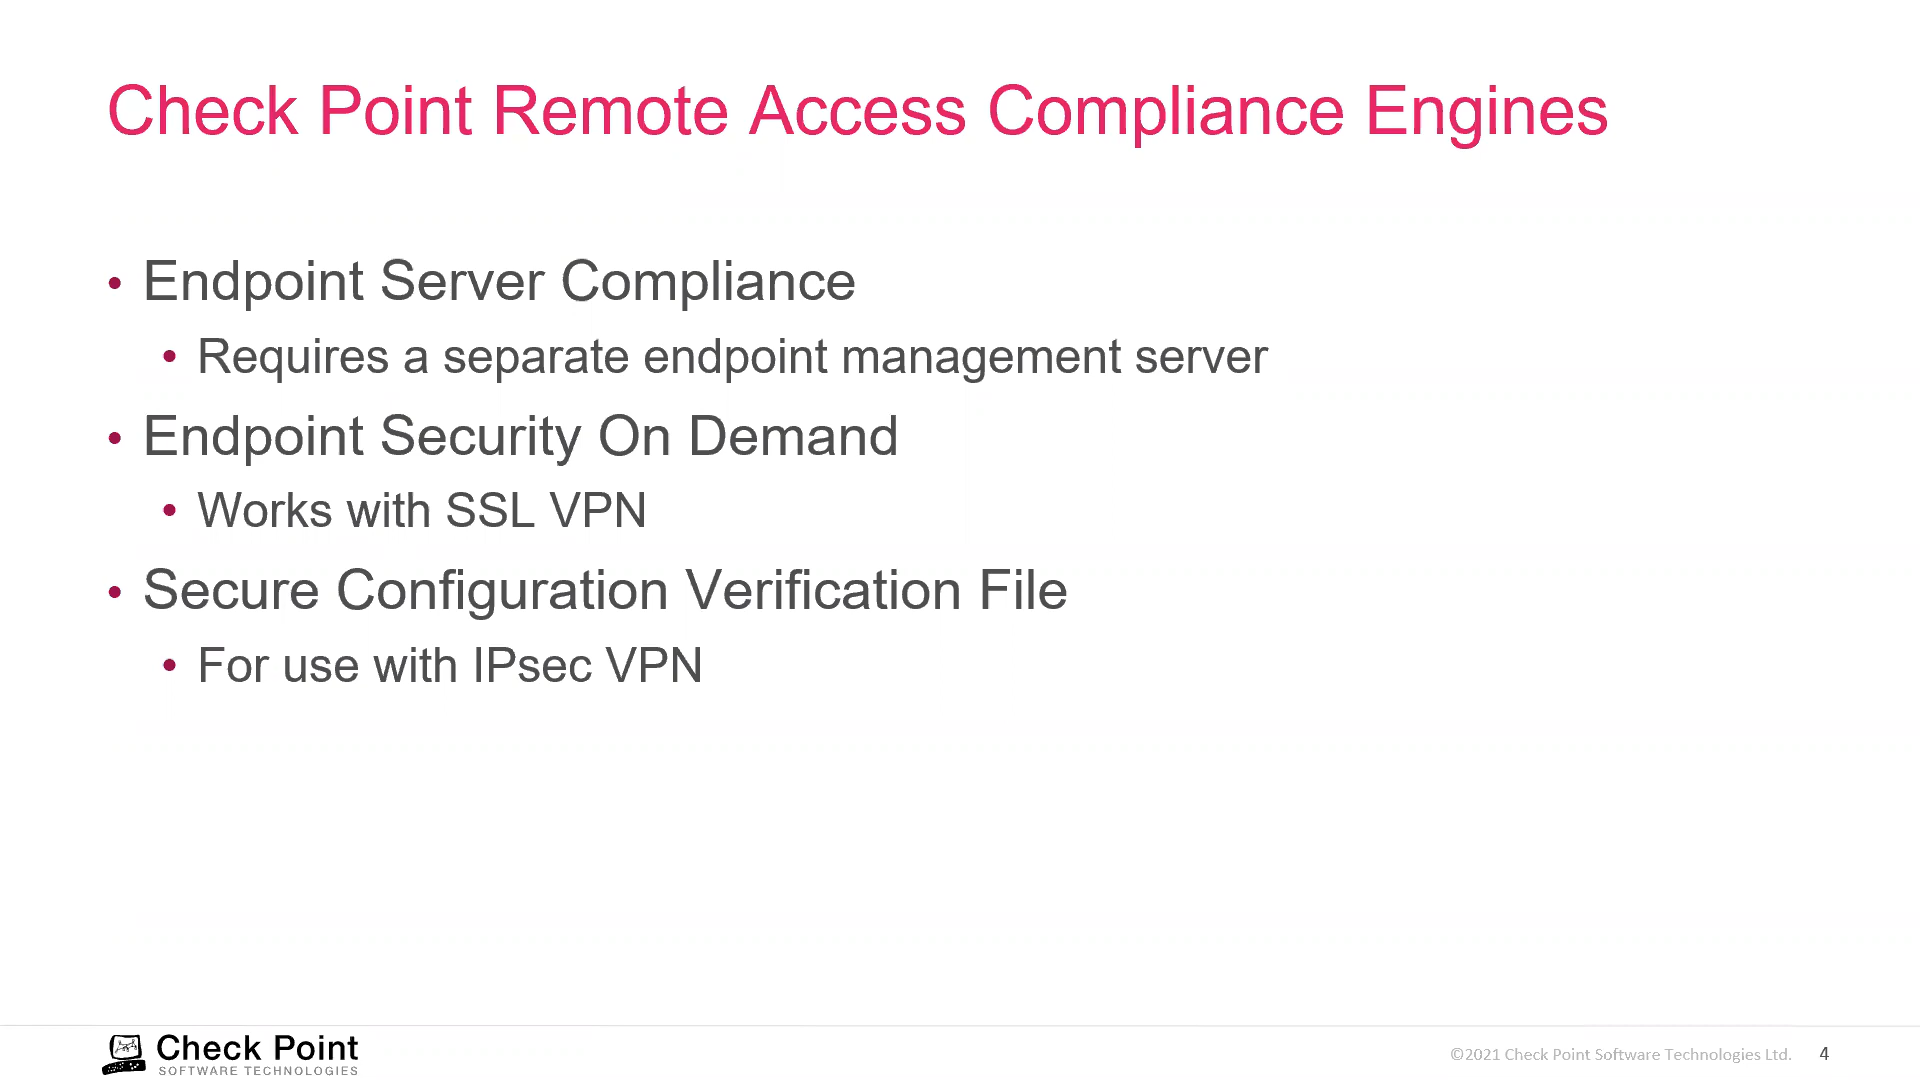 Check Point Remote Access Compliance Engines
• Endpoint Server Compliance
• Requires a separate endpoint management server
• Endpoint Security On Demand
• Works with SSL VPN
• Secure Configuration Verification File
• For use with IPsec VPN
Check Point
SOFTWARE TECHNOLOGIES
©2021 Check Point Software Technologies Ltd. 4